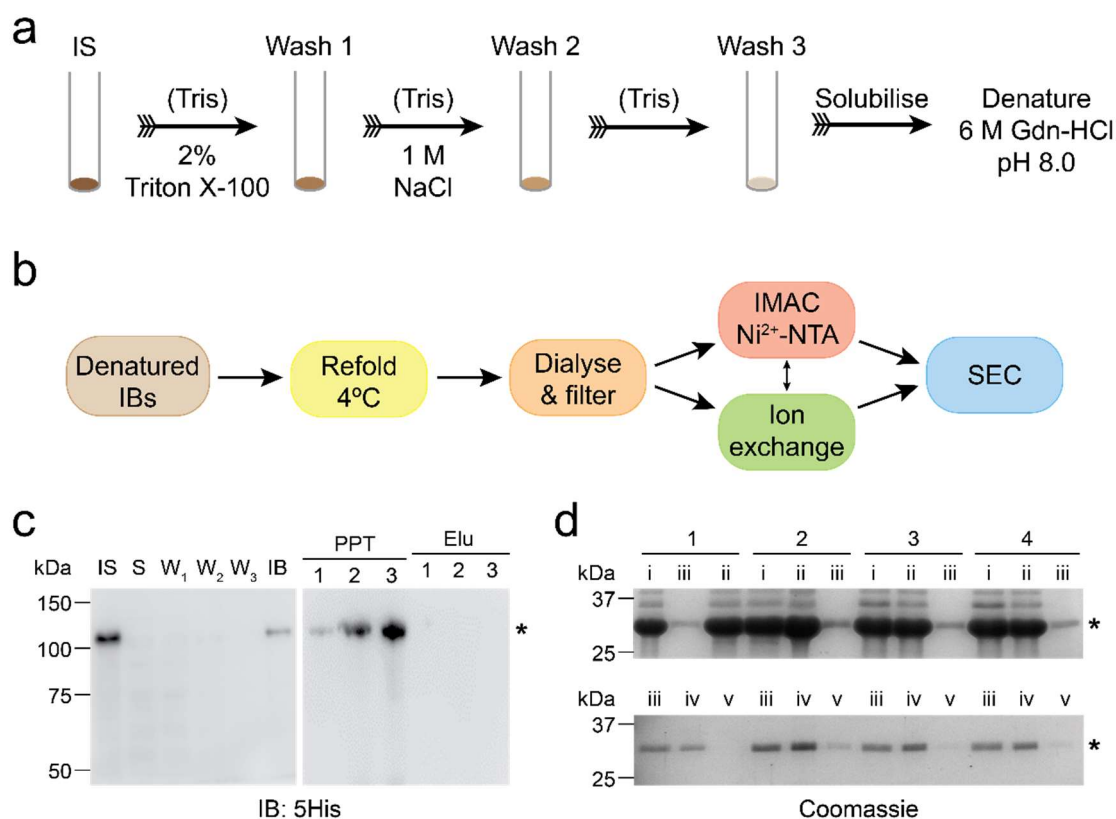 a
IS
Wash 1
Wash 2
Wash 3
(Tris)
2%
Triton X-100
(Tris)
1 M
NaCl
(Tris)
Solubilise
Denature
6 M Gdn-HCl
pH 8.0
b
Denatured
IBs
Refold
4ºC
Dialyse
& filter
IMAC
Ni²⁺-NTA
Ion
exchange
SEC
c
PPT
Elu
kDa IS S W₁ W₂ W₃ IB 1 2 3 1 2 3
150
100
75
50
*
IB: 5His
d
1 2 3 4
kDa i iii ii i ii iii i ii iii i ii iii
37
25
*
kDa iii iv v iii iv v iii iv v iii iv v
37
25
*
Coomassie